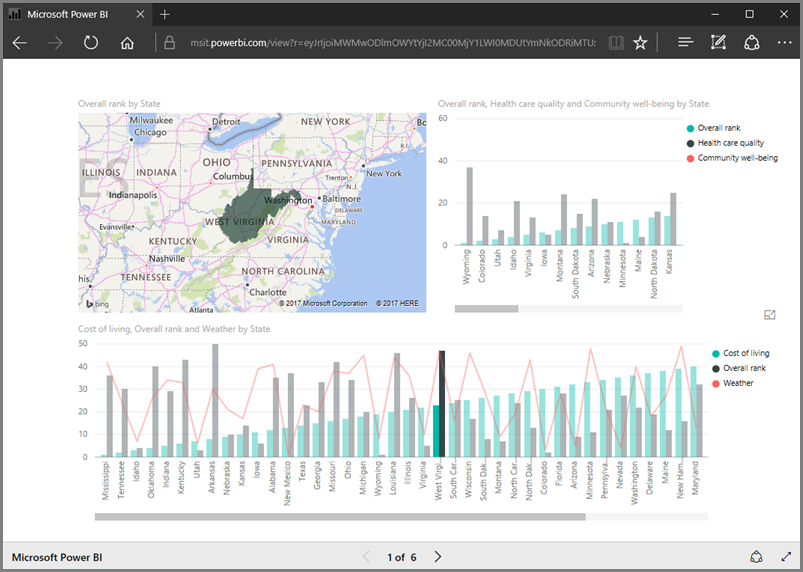 Microsoft Power BI
msit.powerbi.com/view?r=
Overall rank by State
Milwaukee
Chicago
Detroit
NEW YORK
ILLINOIS
INDIANA
OHIO
PENNSYLVANIA
Indianapolis
Columbus
Trenton
New York
N.J.
R.I.
Washington
Baltimore
DELAWARE
MARYLAND
Evansville
WEST VIRGINIA
VIRGINIA
KENTUCKY
Nashville
TENNESSEE
NORTH CAROLINA
Charlotte
Atlanta
bing
© 2017 Microsoft Corporation © 2017 HERE
Overall rank, Health care quality and Community well-being by State
60
40
20
0
Overall rank
Health care quality
Community well-being
Wyoming
Colorado
Utah
Idaho
Virginia
Iowa
Montana
South Dakota
Arizona
Nebraska
Minnesota
Maine
North Dakota
Kansas
Cost of living, Overall rank and Weather by State
50
40
30
20
10
0
Cost of living
Overall rank
Weather
Mississippi
Tennessee
Idaho
Oklahoma
Indiana
Kentucky
Utah
Arkansas
Nebraska
Kansas
Iowa
Alabama
New Mexico
Texas
Georgia
Missouri
Ohio
Michigan
Wyoming
Louisiana
Illinois
Virginia
West Virgi...
South Car...
Wisconsin
South Dak...
Montana
North Car...
North Dak...
Colorado
Florida
Arizona
Minnesota
Pennsylva...
Nevada
Washington
Delaware
Maine
New Ham...
Maryland
Microsoft Power BI
1 of 6